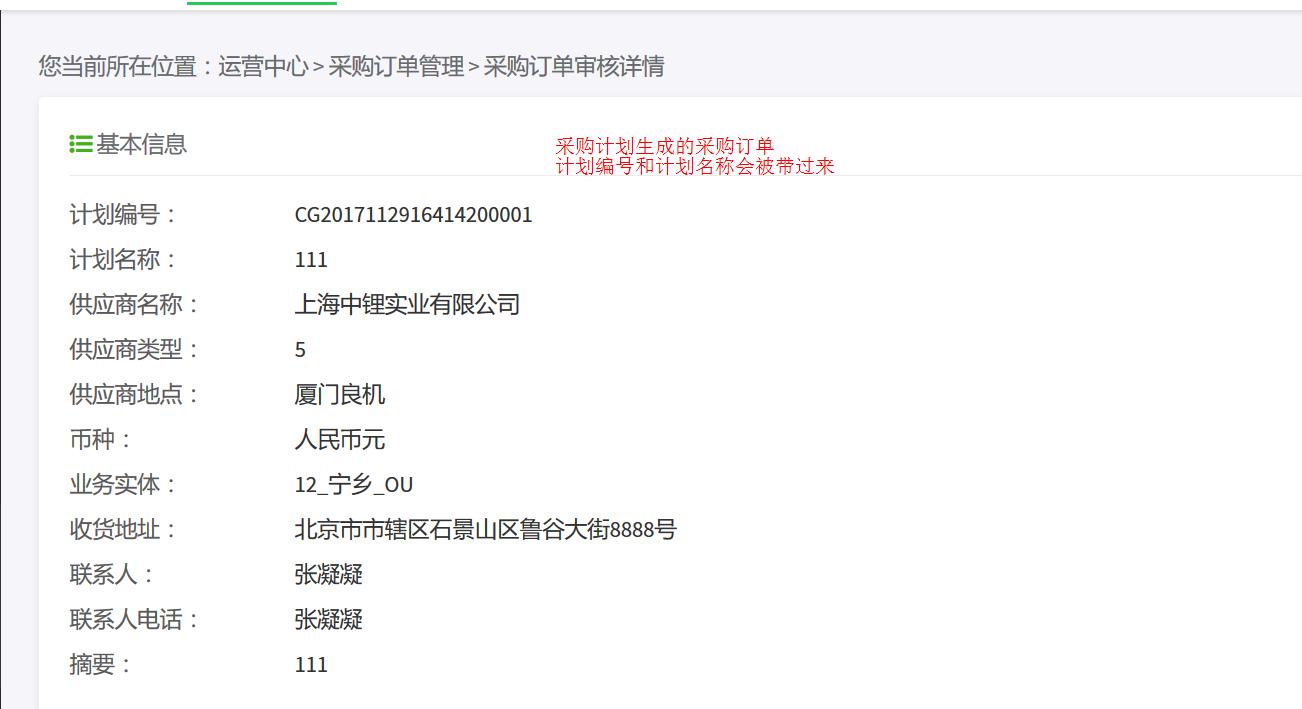 您当前所在位置：运营中心 > 采购订单管理 > 采购订单审核详情
基本信息
采购计划生成的采购订单
计划编号和计划名称会被带过来
计划编号： CG2017112916414200001
计划名称： 111
供应商名称： 上海中锂实业有限公司
供应商类型： 5
供应商地点： 厦门良机
币种： 人民币元
业务实体： 12_宁乡_OU
收货地址： 北京市市辖区石景山区鲁谷大街8888号
联系人： 张凝凝
联系人电话： 张凝凝
摘要： 111